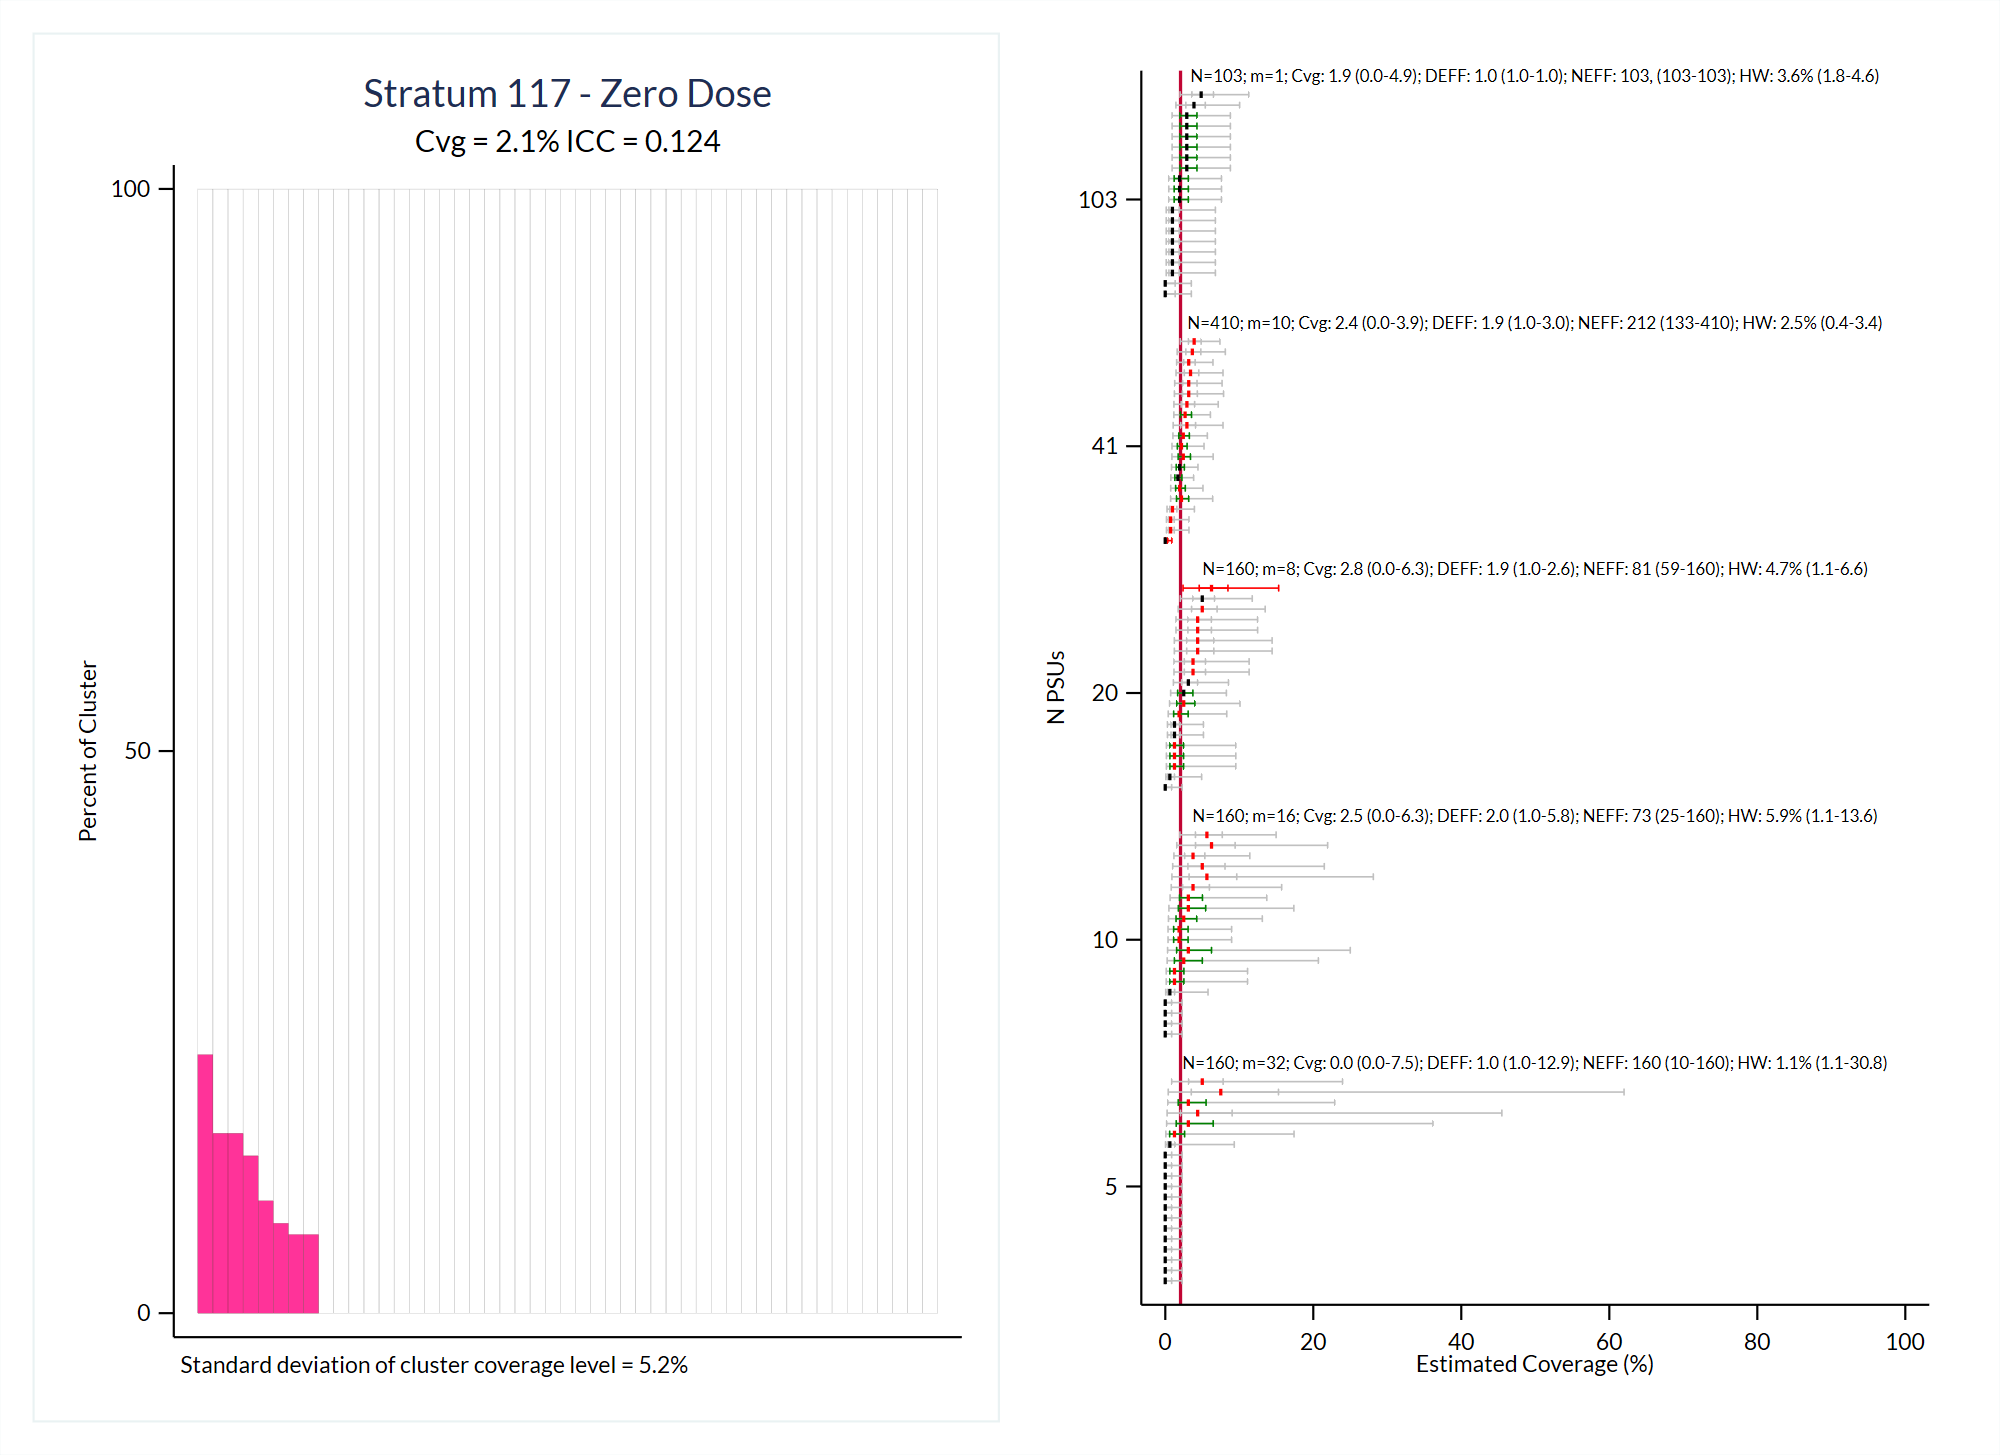 Stratum 117 - Zero Dose
Cvg = 2.1% ICC = 0.124
100
50
0
Percent of Cluster
Standard deviation of cluster coverage level = 5.2%
N=103; m=1; Cvg: 1.9 (0.0-4.9); DEFF: 1.0 (1.0-1.0); NEFF: 103, (103-103); HW: 3.6% (1.8-4.6)
103
N=410; m=10; Cvg: 2.4 (0.0-3.9); DEFF: 1.9 (1.0-3.0); NEFF: 212 (133-410); HW: 2.5% (0.4-3.4)
41
N=160; m=8; Cvg: 2.8 (0.0-6.3); DEFF: 1.9 (1.0-2.6); NEFF: 81 (59-160); HW: 4.7% (1.1-6.6)
20
N PSUs
N=160; m=16; Cvg: 2.5 (0.0-6.3); DEFF: 2.0 (1.0-5.8); NEFF: 73 (25-160); HW: 5.9% (1.1-13.6)
10
N=160; m=32; Cvg: 0.0 (0.0-7.5); DEFF: 1.0 (1.0-12.9); NEFF: 160 (10-160); HW: 1.1% (1.1-30.8)
5
0 20 40 60 80 100
Estimated Coverage (%)